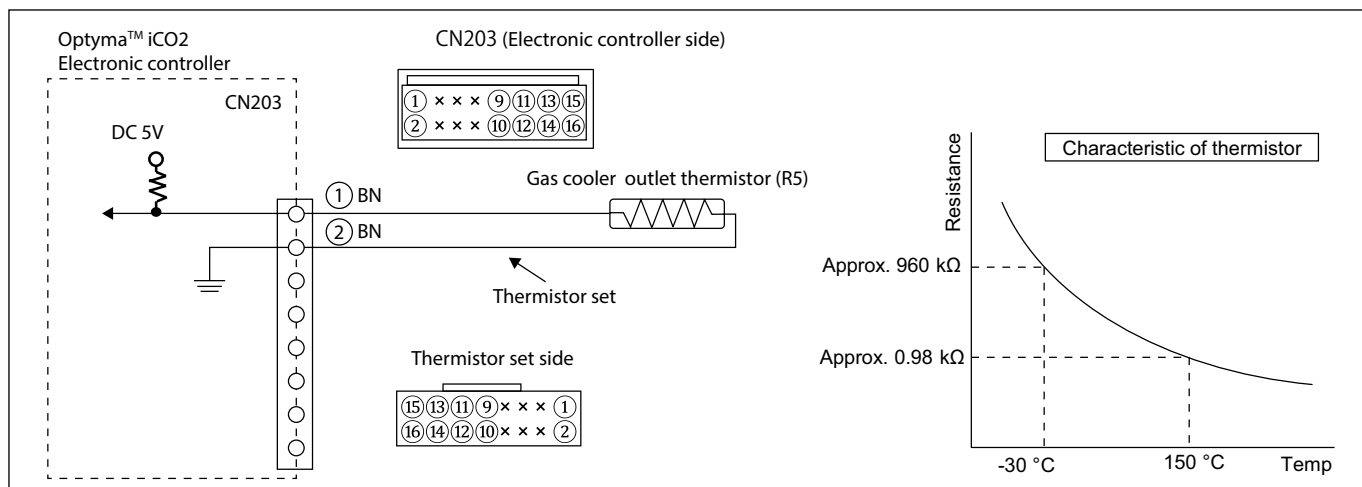 Optyma™ iCO2
Electronic controller
CN203
DC 5V
CN203 (Electronic controller side)
① × × × ⑨ ⑪ ⑬ ⑮
② × × × ⑩ ⑫ ⑭ ⑯
Gas cooler outlet thermistor (R5)
① BN
② BN
Thermistor set
Thermistor set side
⑮ ⑬ ⑪ ⑨ × × × ①
⑯ ⑭ ⑫ ⑩ × × × ②
Characteristic of thermistor
Resistance
Approx. 960 kΩ
Approx. 0.98 kΩ
-30 °C
150 °C
Temp